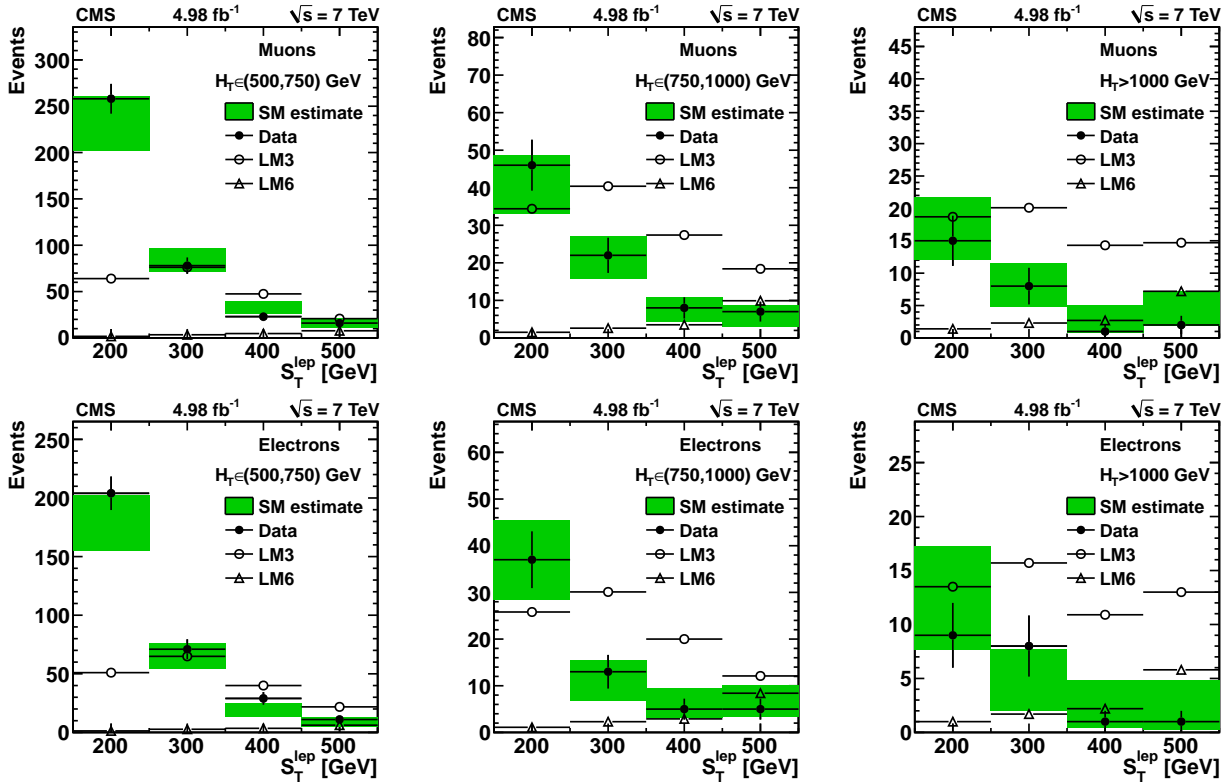 CMS 4.98 fb⁻¹ √s = 7 TeV
Events
350
300
250
200
150
100
50
0
Muons
H_T∈(500,750) GeV
SM estimate
Data
LM3
LM6
200 300 400 500
S_T^lep [GeV]
CMS 4.98 fb⁻¹ √s = 7 TeV
Events
80
70
60
50
40
30
20
10
0
Muons
H_T∈(750,1000) GeV
SM estimate
Data
LM3
LM6
200 300 400 500
S_T^lep [GeV]
CMS 4.98 fb⁻¹ √s = 7 TeV
Events
45
40
35
30
25
20
15
10
5
0
Muons
H_T>1000 GeV
SM estimate
Data
LM3
LM6
200 300 400 500
S_T^lep [GeV]
CMS 4.98 fb⁻¹ √s = 7 TeV
Events
250
200
150
100
50
0
Electrons
H_T∈(500,750) GeV
SM estimate
Data
LM3
LM6
200 300 400 500
S_T^lep [GeV]
CMS 4.98 fb⁻¹ √s = 7 TeV
Events
60
50
40
30
20
10
0
Electrons
H_T∈(750,1000) GeV
SM estimate
Data
LM3
LM6
200 300 400 500
S_T^lep [GeV]
CMS 4.98 fb⁻¹ √s = 7 TeV
Events
25
20
15
10
5
0
Electrons
H_T>1000 GeV
SM estimate
Data
LM3
LM6
200 300 400 500
S_T^lep [GeV]